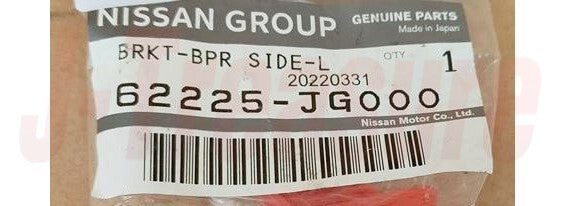 NISSAN GROUP GENUINE PARTS
Made in Japan
BRKT-BPR SIDE-L QTY 1
20220331
62225-JG000
Nissan Motor Co., Ltd.